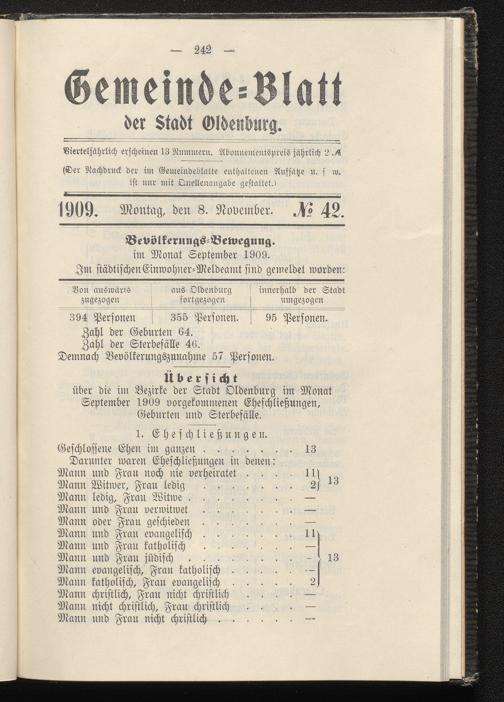 — 242 —
Gemeinde=Blatt
der Stadt Oldenburg.
Vierteljährlich erscheinen 13 Nummern. Abonnementspreis jährlich 2 ℳ
(Der Nachdruck der im Gemeindeblatte enthaltenen Aufsätze u. s w.
ist nur mit Quellenangabe gestattet.)
1909. Montag, den 8. November. № 42.
Bevölkerungs=Bewegung.
im Monat September 1909.
Im städtischen Einwohner=Meldeamt sind gemeldet worden:
Von auswärts aus Oldenburg innerhalb der Stadt
zugezogen fortgezogen umgezogen
394 Personen 355 Personen. 95 Personen.
Zahl der Geburten 64.
Zahl der Sterbefälle 46.
Demnach Bevölkerungszunahme 57 Personen.
Übersicht
über die im Bezirke der Stadt Oldenburg im Monat
September 1909 vorgekommenen Eheschließungen,
Geburten und Sterbefälle.
1. Eheschließungen.
Geschlossene Ehen im ganzen . . . . . . . 13
Darunter waren Eheschließungen in denen:
Mann und Frau noch nie verheiratet . . . . 11
Mann Witwer, Frau ledig . . . . . . . 2 } 13
Mann ledig, Frau Witwe . . . . . . . —
Mann und Frau verwitwet . . . . . . —
Mann oder Frau geschieden . . . . . . —
Mann und Frau evangelisch . . . . . . 11
Mann und Frau katholisch . . . . . . —
Mann und Frau jüdisch . . . . . . . — } 13
Mann evangelisch, Frau katholisch . . . . —
Mann katholisch, Frau evangelisch . . . . 2
Mann christlich, Frau nicht christlich . . . . —
Mann nicht christlich, Frau christlich . . . . —
Mann und Frau nicht christlich . . . . . —